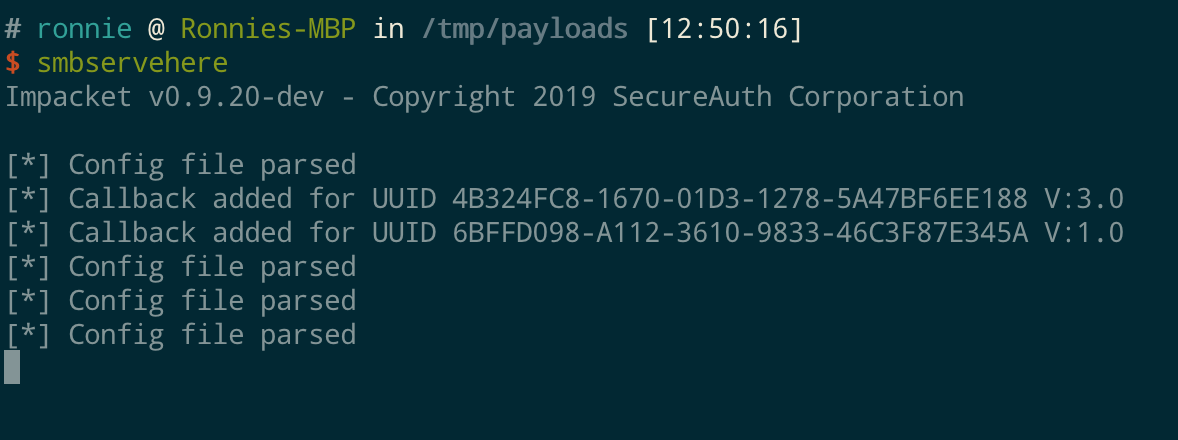 # ronnie @ Ronnies-MBP in /tmp/payloads [12:50:16]
$ smbservehere
Impacket v0.9.20-dev - Copyright 2019 SecureAuth Corporation
[*] Config file parsed
[*] Callback added for UUID 4B324FC8-1670-01D3-1278-5A47BF6EE188 V:3.0
[*] Callback added for UUID 6BFFD098-A112-3610-9833-46C3F87E345A V:1.0
[*] Config file parsed
[*] Config file parsed
[*] Config file parsed